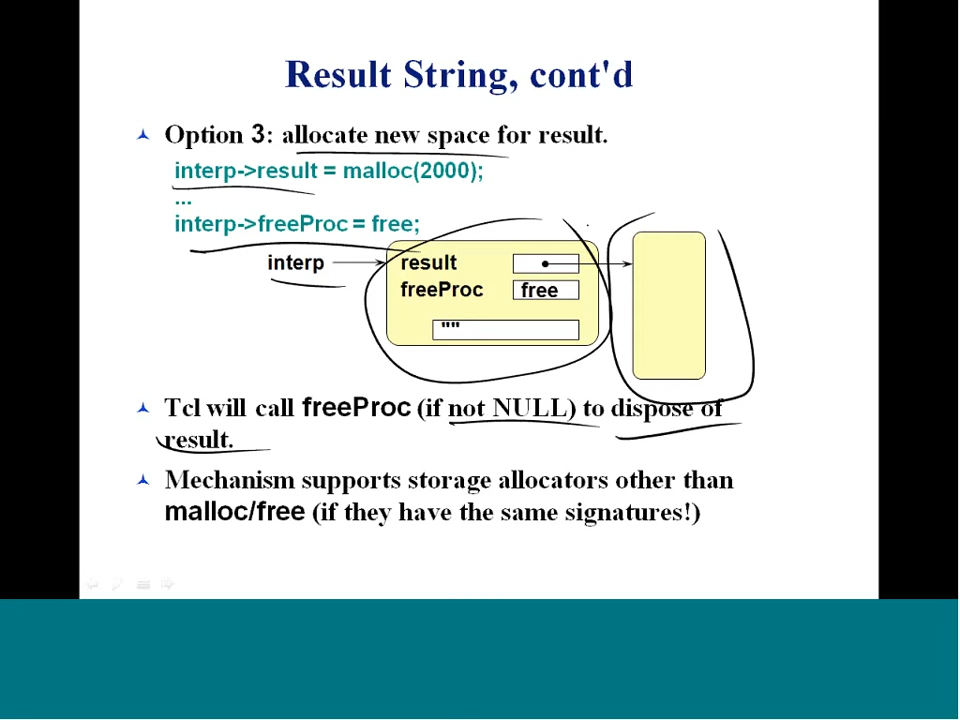 Result String, cont'd
Option 3: allocate new space for result.
interp->result = malloc(2000);
...
interp->freeProc = free;
interp
result
freeProc
free
""
Tcl will call freeProc (if not NULL) to dispose of
result.
Mechanism supports storage allocators other than
malloc/free (if they have the same signatures!)